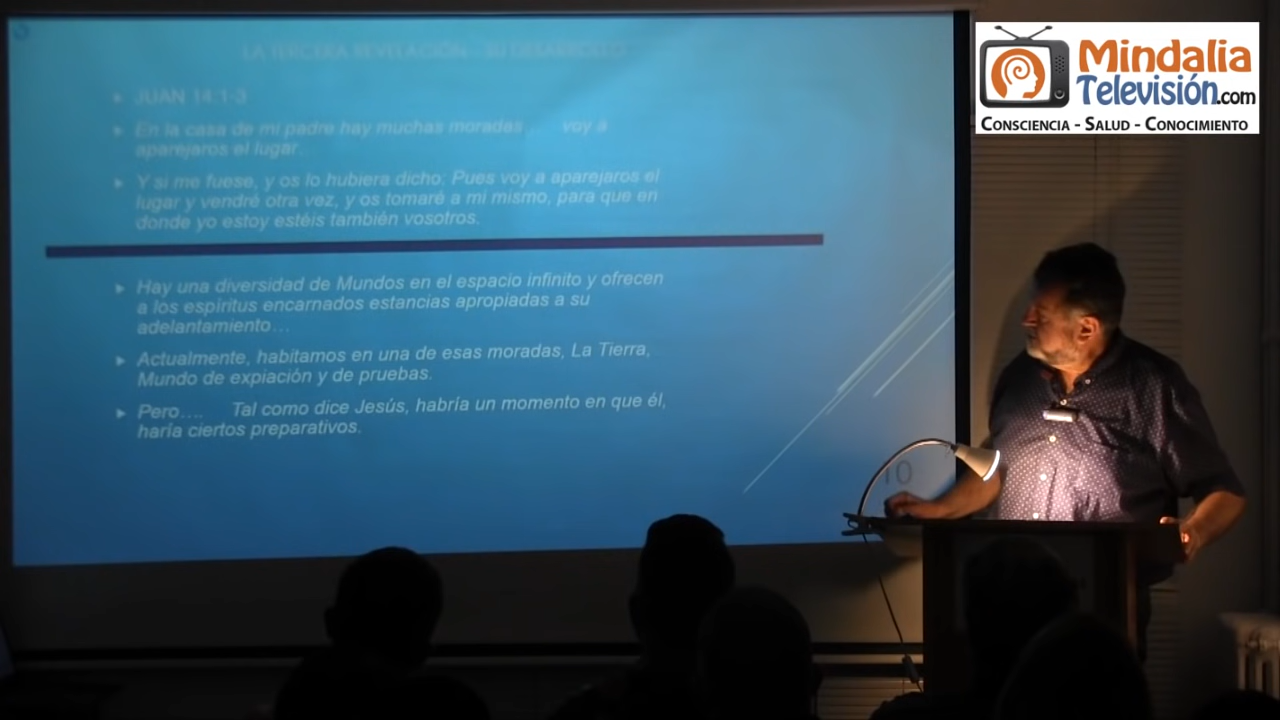 LA TERCERA REVELACIÓN - SU DESARROLLO
JUAN 14:1-3
En la casa de mi padre hay muchas moradas.... voy a
aparejaros el lugar.
Y si me fuese, y os lo hubiera dicho: Pues voy a aparejaros el
lugar y vendré otra vez, y os tomaré a mi mismo, para que en
donde yo estoy estéis también vosotros.
Hay una diversidad de Mundos en el espacio infinito y ofrecen
a los espíritus encarnados estancias apropiadas a su
adelantamiento...
Actualmente, habitamos en una de esas moradas, La Tierra,
Mundo de expiación y de pruebas.
Pero.... Tal como dice Jesús, habría un momento en que él,
haría ciertos preparativos.
10
Mindalia
Televisión.com
CONSCIENCIA - SALUD - CONOCIMIENTO